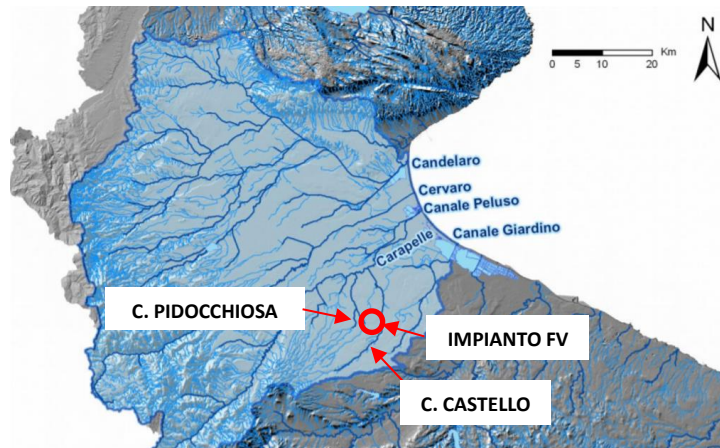 N
Km
0 5 10 20
Candelaro
Cervaro
Canale Peluso
Canale Giardino
Carapelle
C. PIDOCCHIOSA
IMPIANTO FV
C. CASTELLO